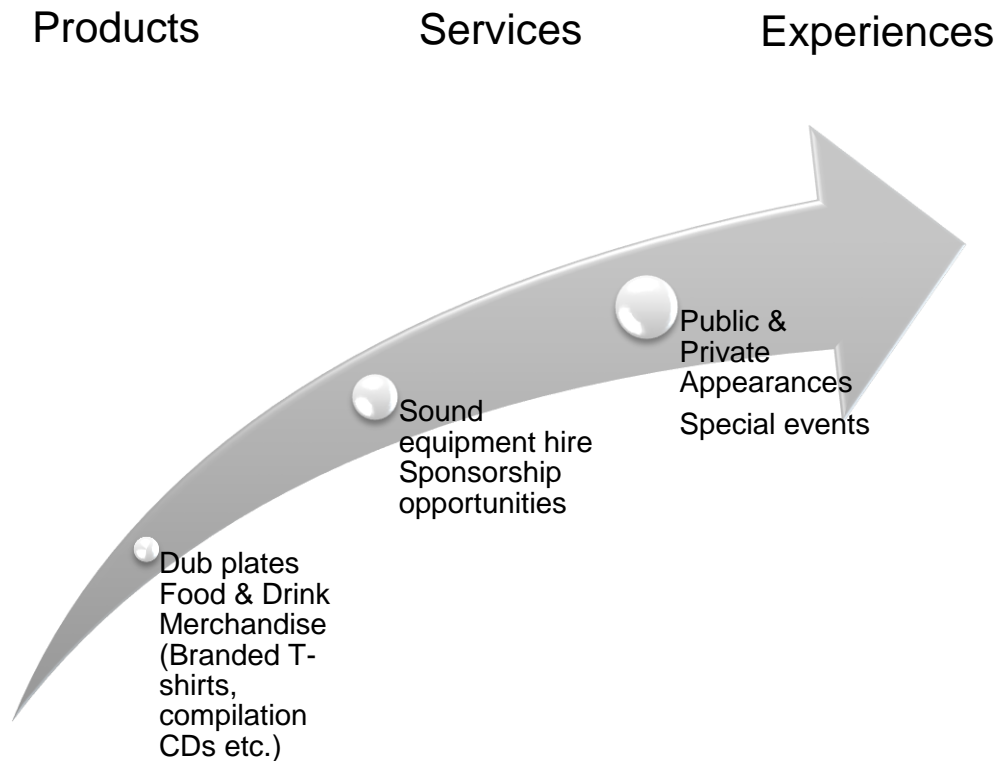 Products
Services
Experiences
Public &
Private
Appearances
Special events
Sound
equipment hire
Sponsorship
opportunities
Dub plates
Food & Drink
Merchandise
(Branded T-
shirts,
compilation
CDs etc.)